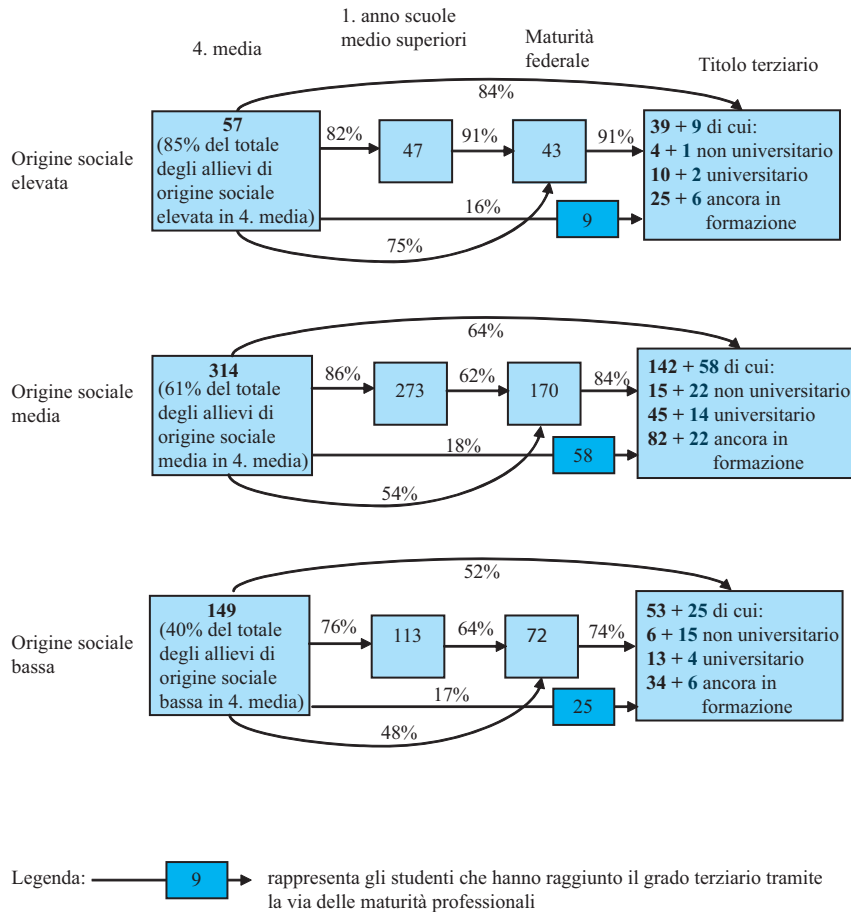 1. anno scuole
medio superiori
4. media
Maturità
federale
Titolo terziario
Origine sociale
elevata
84%
57
(85% del totale
degli allievi di
origine sociale
elevata in 4. media)
82%
47
91%
43
91%
16%
9
75%
39 + 9 di cui:
4 + 1 non universitario
10 + 2 universitario
25 + 6 ancora in
formazione
Origine sociale
media
64%
314
(61% del totale
degli allievi di
origine sociale
media in 4. media)
86%
273
62%
170
84%
18%
58
54%
142 + 58 di cui:
15 + 22 non universitario
45 + 14 universitario
82 + 22 ancora in
formazione
Origine sociale
bassa
52%
149
(40% del totale
degli allievi di
origine sociale
bassa in 4. media)
76%
113
64%
72
74%
17%
25
48%
53 + 25 di cui:
6 + 15 non universitario
13 + 4 universitario
34 + 6 ancora in
formazione
Legenda:
9
rappresenta gli studenti che hanno raggiunto il grado terziario tramite
la via delle maturità professionali